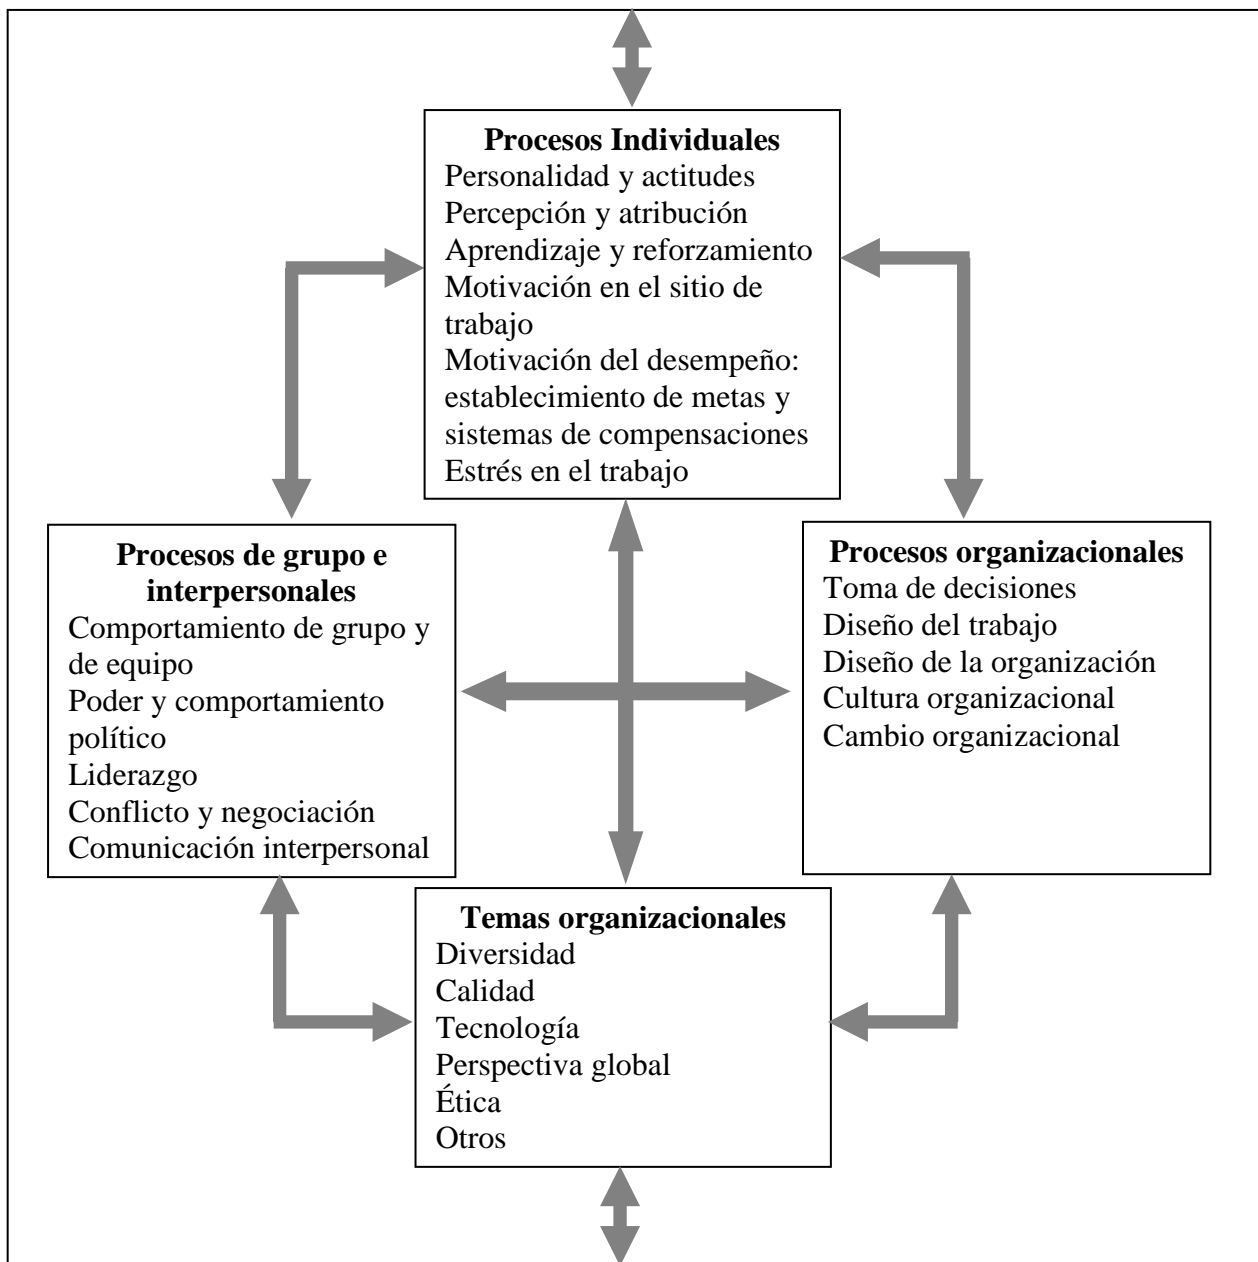 Procesos Individuales
Personalidad y actitudes
Percepción y atribución
Aprendizaje y reforzamiento
Motivación en el sitio de
trabajo
Motivación del desempeño:
establecimiento de metas y
sistemas de compensaciones
Estrés en el trabajo
Procesos de grupo e
interpersonales
Comportamiento de grupo y
de equipo
Poder y comportamiento
político
Liderazgo
Conflicto y negociación
Comunicación interpersonal
Procesos organizacionales
Toma de decisiones
Diseño del trabajo
Diseño de la organización
Cultura organizacional
Cambio organizacional
Temas organizacionales
Diversidad
Calidad
Tecnología
Perspectiva global
Ética
Otros